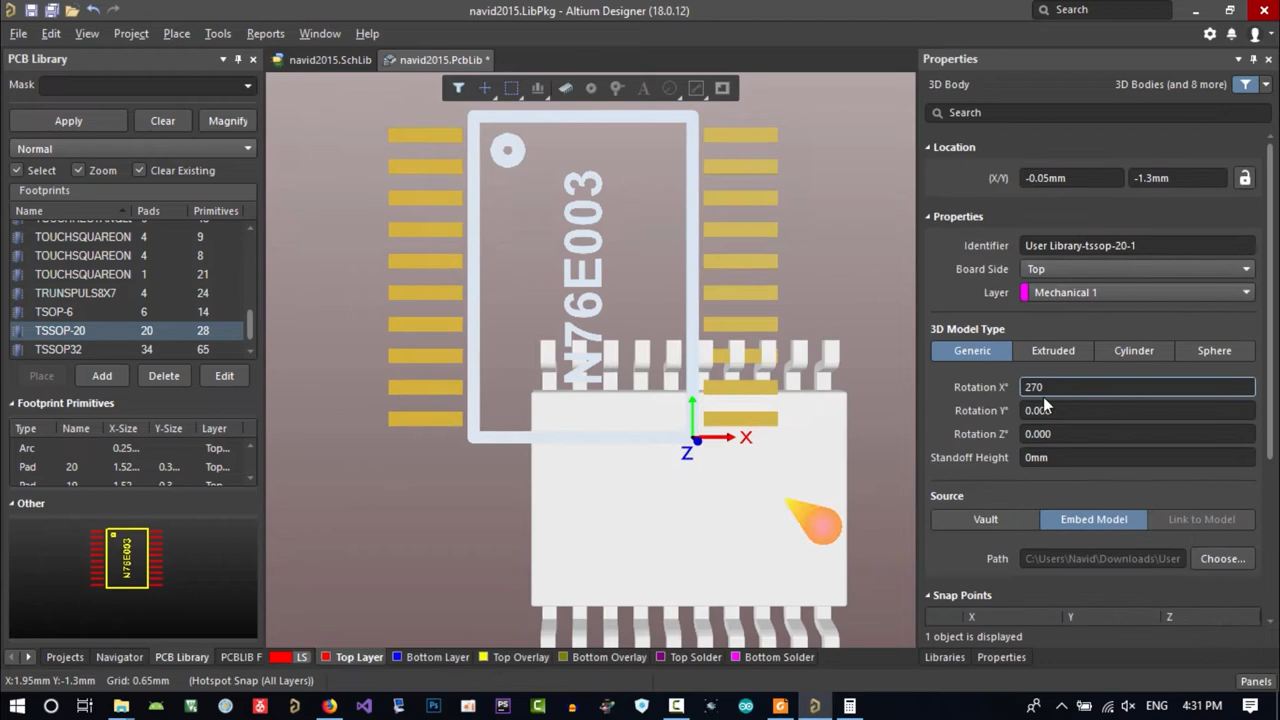 navid2015.LibPkg - Altium Designer (18.0.12)
Search
File Edit View Project Place Tools Reports Window Help
PCB Library
navid2015.SchLib
navid2015.PcbLib *
Properties
Mask
3D Body
3D Bodies (and 8 more)
Search
Apply Clear Magnify
Normal
Select Zoom Clear Existing
Footprints
Name Pads Primitives
TOUCHSQUAREON 4 9
TOUCHSQUAREON 4 8
TOUCHSQUAREON 1 21
TRUNSPULS8X7 4 24
TSOP-6 6 14
TSSOP-20 20 28
TSSOP32 34 65
Place Add Delete Edit
Footprint Primitives
Type Name X-Size Y-Size Layer
Arc 0.25... Top...
Pad 20 1.52... 0.3... Top...
Pad 19 1.52... 0.3... Top...
Other
N76E003
N76E003
X
Z
Location
(X/Y) -0.05mm -1.3mm
Properties
Identifier User Library-tssop-20-1
Board Side Top
Layer Mechanical 1
3D Model Type
Generic Extruded Cylinder Sphere
Rotation X° 270
Rotation Y° 0.000
Rotation Z° 0.000
Standoff Height 0mm
Source
Vault Embed Model Link to Model
Path C:\Users\Navid\Downloads\User Choose...
Snap Points
X Y Z
1 object is displayed
Projects Navigator PCB Library PCBLIB F
LS Top Layer Bottom Layer Top Overlay Bottom Overlay Top Solder Bottom Solder
Libraries Properties
X:1.95mm Y:-1.3mm Grid: 0.65mm (Hotspot Snap (All Layers))
Panels
ENG 4:31 PM